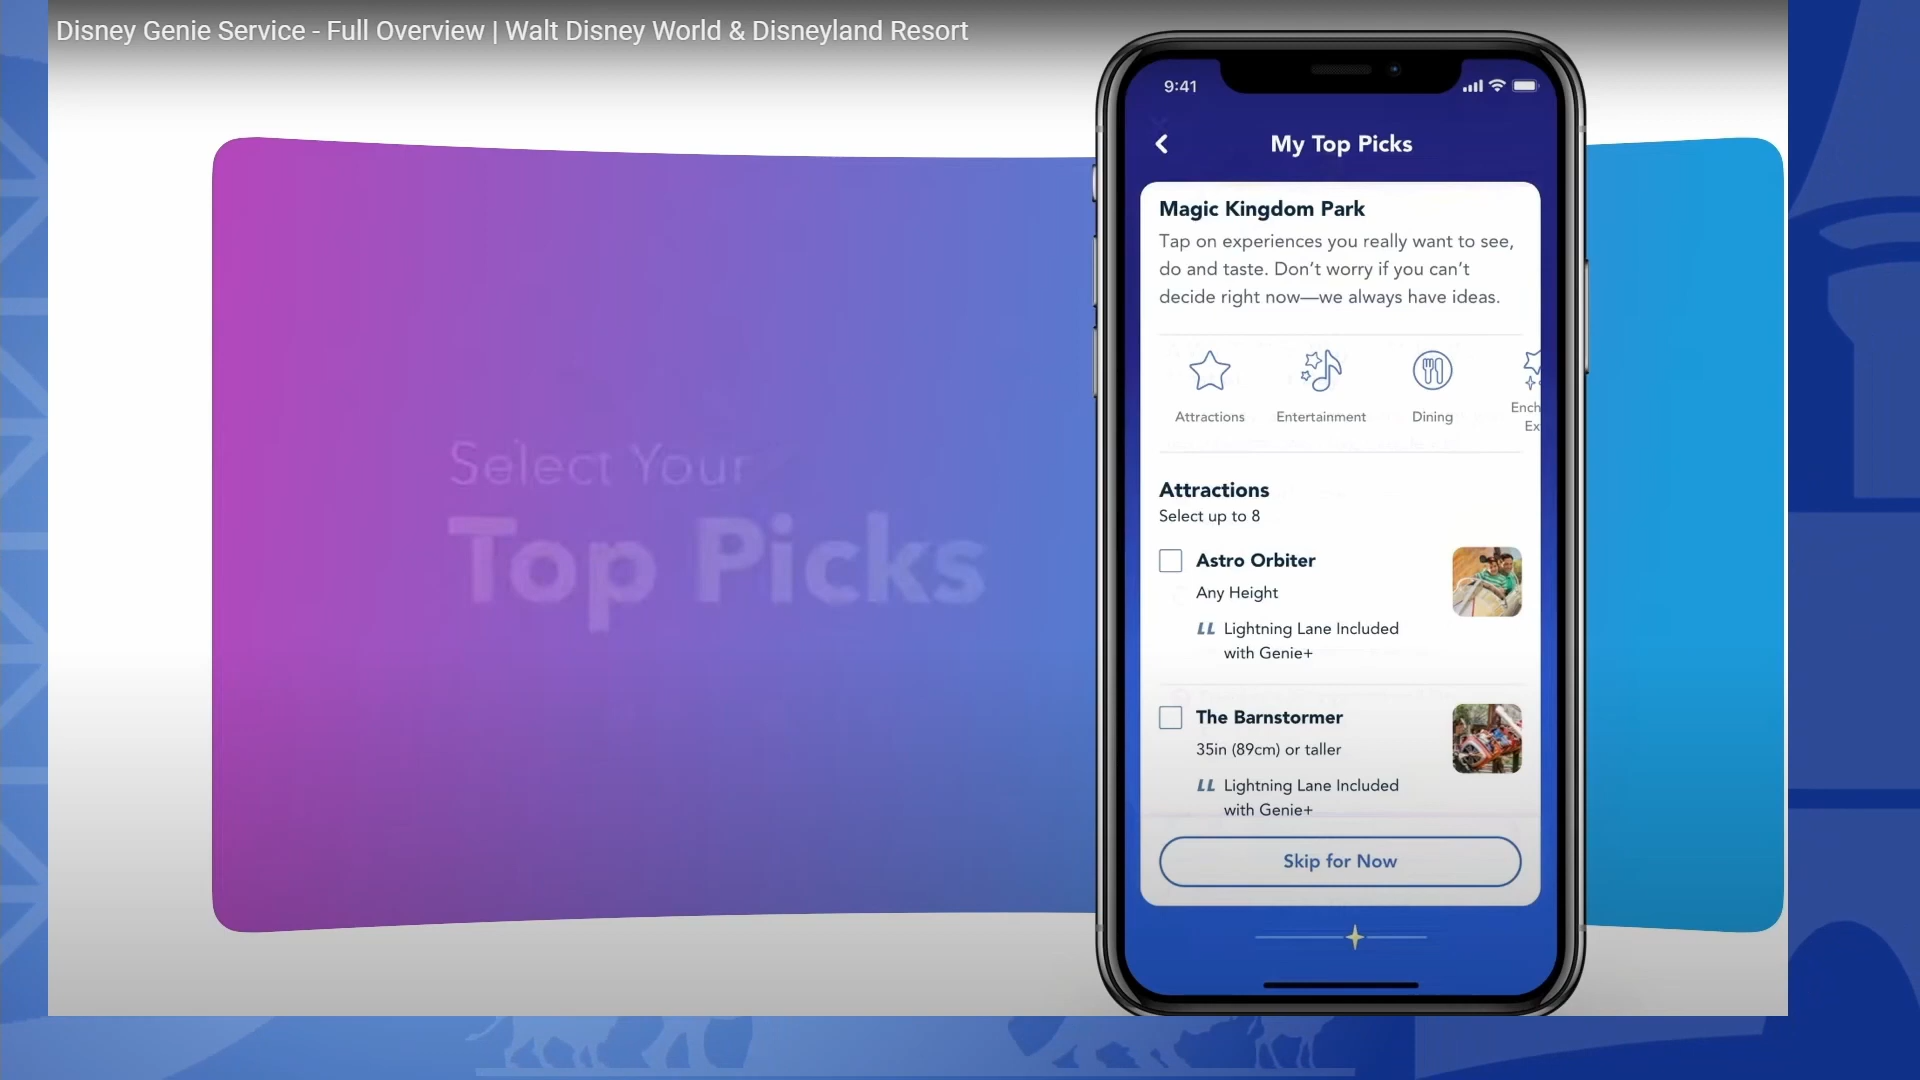 Disney Genie Service - Full Overview | Walt Disney World & Disneyland Resort
Select Your
Top Picks
9:41
My Top Picks
Magic Kingdom Park
Tap on experiences you really want to see,
do and taste. Don’t worry if you can’t
decide right now—we always have ideas.
Attractions
Entertainment
Dining
Ench
Ex
Attractions
Select up to 8
Astro Orbiter
Any Height
LL Lightning Lane Included
with Genie+
The Barnstormer
35in (89cm) or taller
LL Lightning Lane Included
with Genie+
Skip for Now